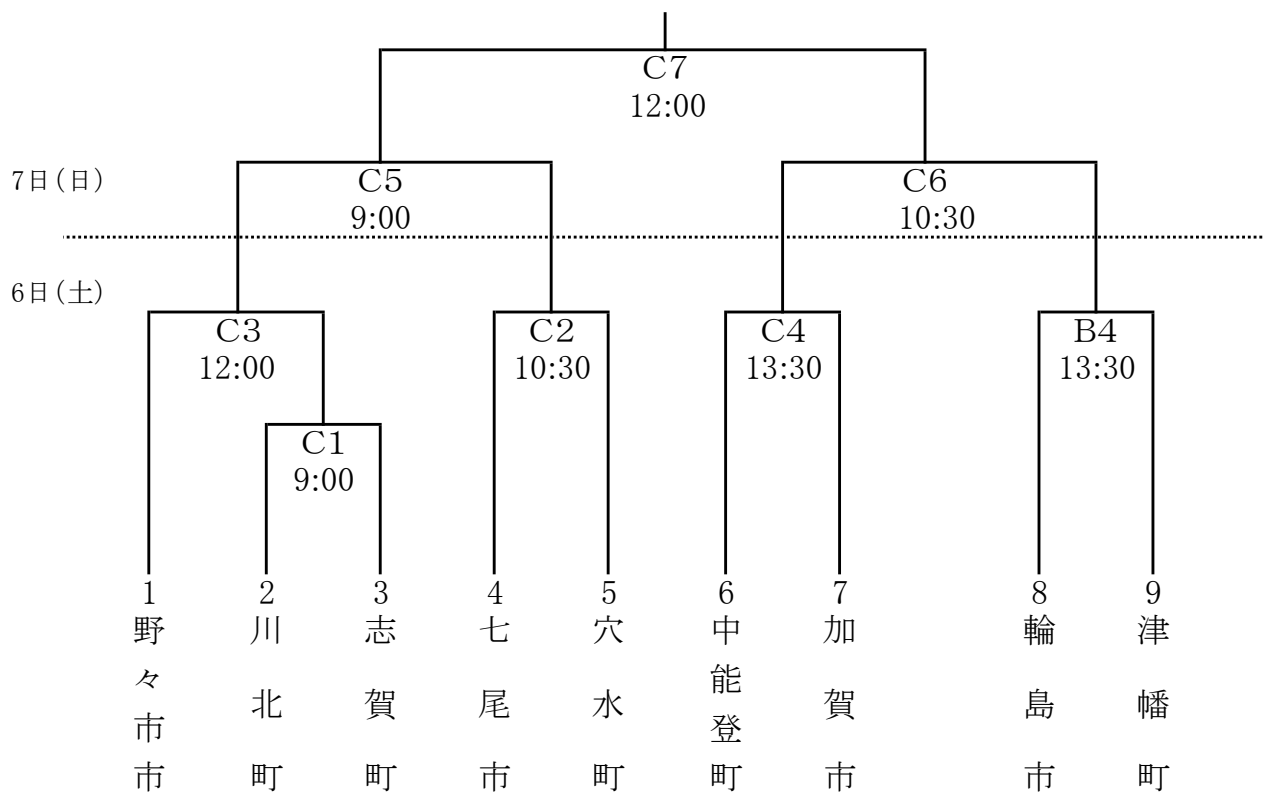 C7
12:00
7日(日)
C5
9:00
C6
10:30
6日(土)
C3
12:00
C2
10:30
C4
13:30
B4
13:30
C1
9:00
1
野々市市
2
川北町
3
志賀町
4
七尾市
5
穴水町
6
中能登町
7
加賀市
8
輪島市
9
津幡町